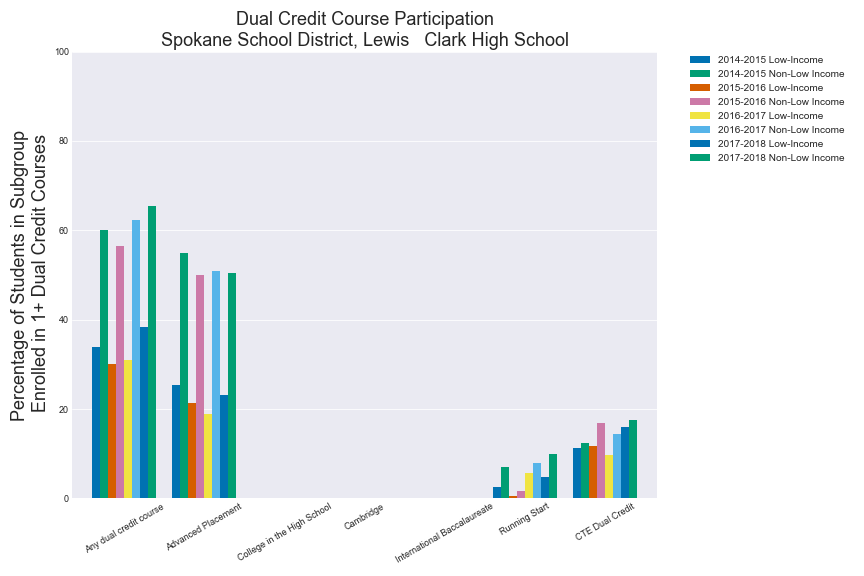 Dual Credit Course Participation
Spokane School District, Lewis   Clark High School
Percentage of Students in Subgroup
Enrolled in 1+ Dual Credit Courses
100
80
60
40
20
0
Any dual credit course
Advanced Placement
College in the High School
Cambridge
International Baccalaureate
Running Start
CTE Dual Credit
2014-2015 Low-Income
2014-2015 Non-Low Income
2015-2016 Low-Income
2015-2016 Non-Low Income
2016-2017 Low-Income
2016-2017 Non-Low Income
2017-2018 Low-Income
2017-2018 Non-Low Income